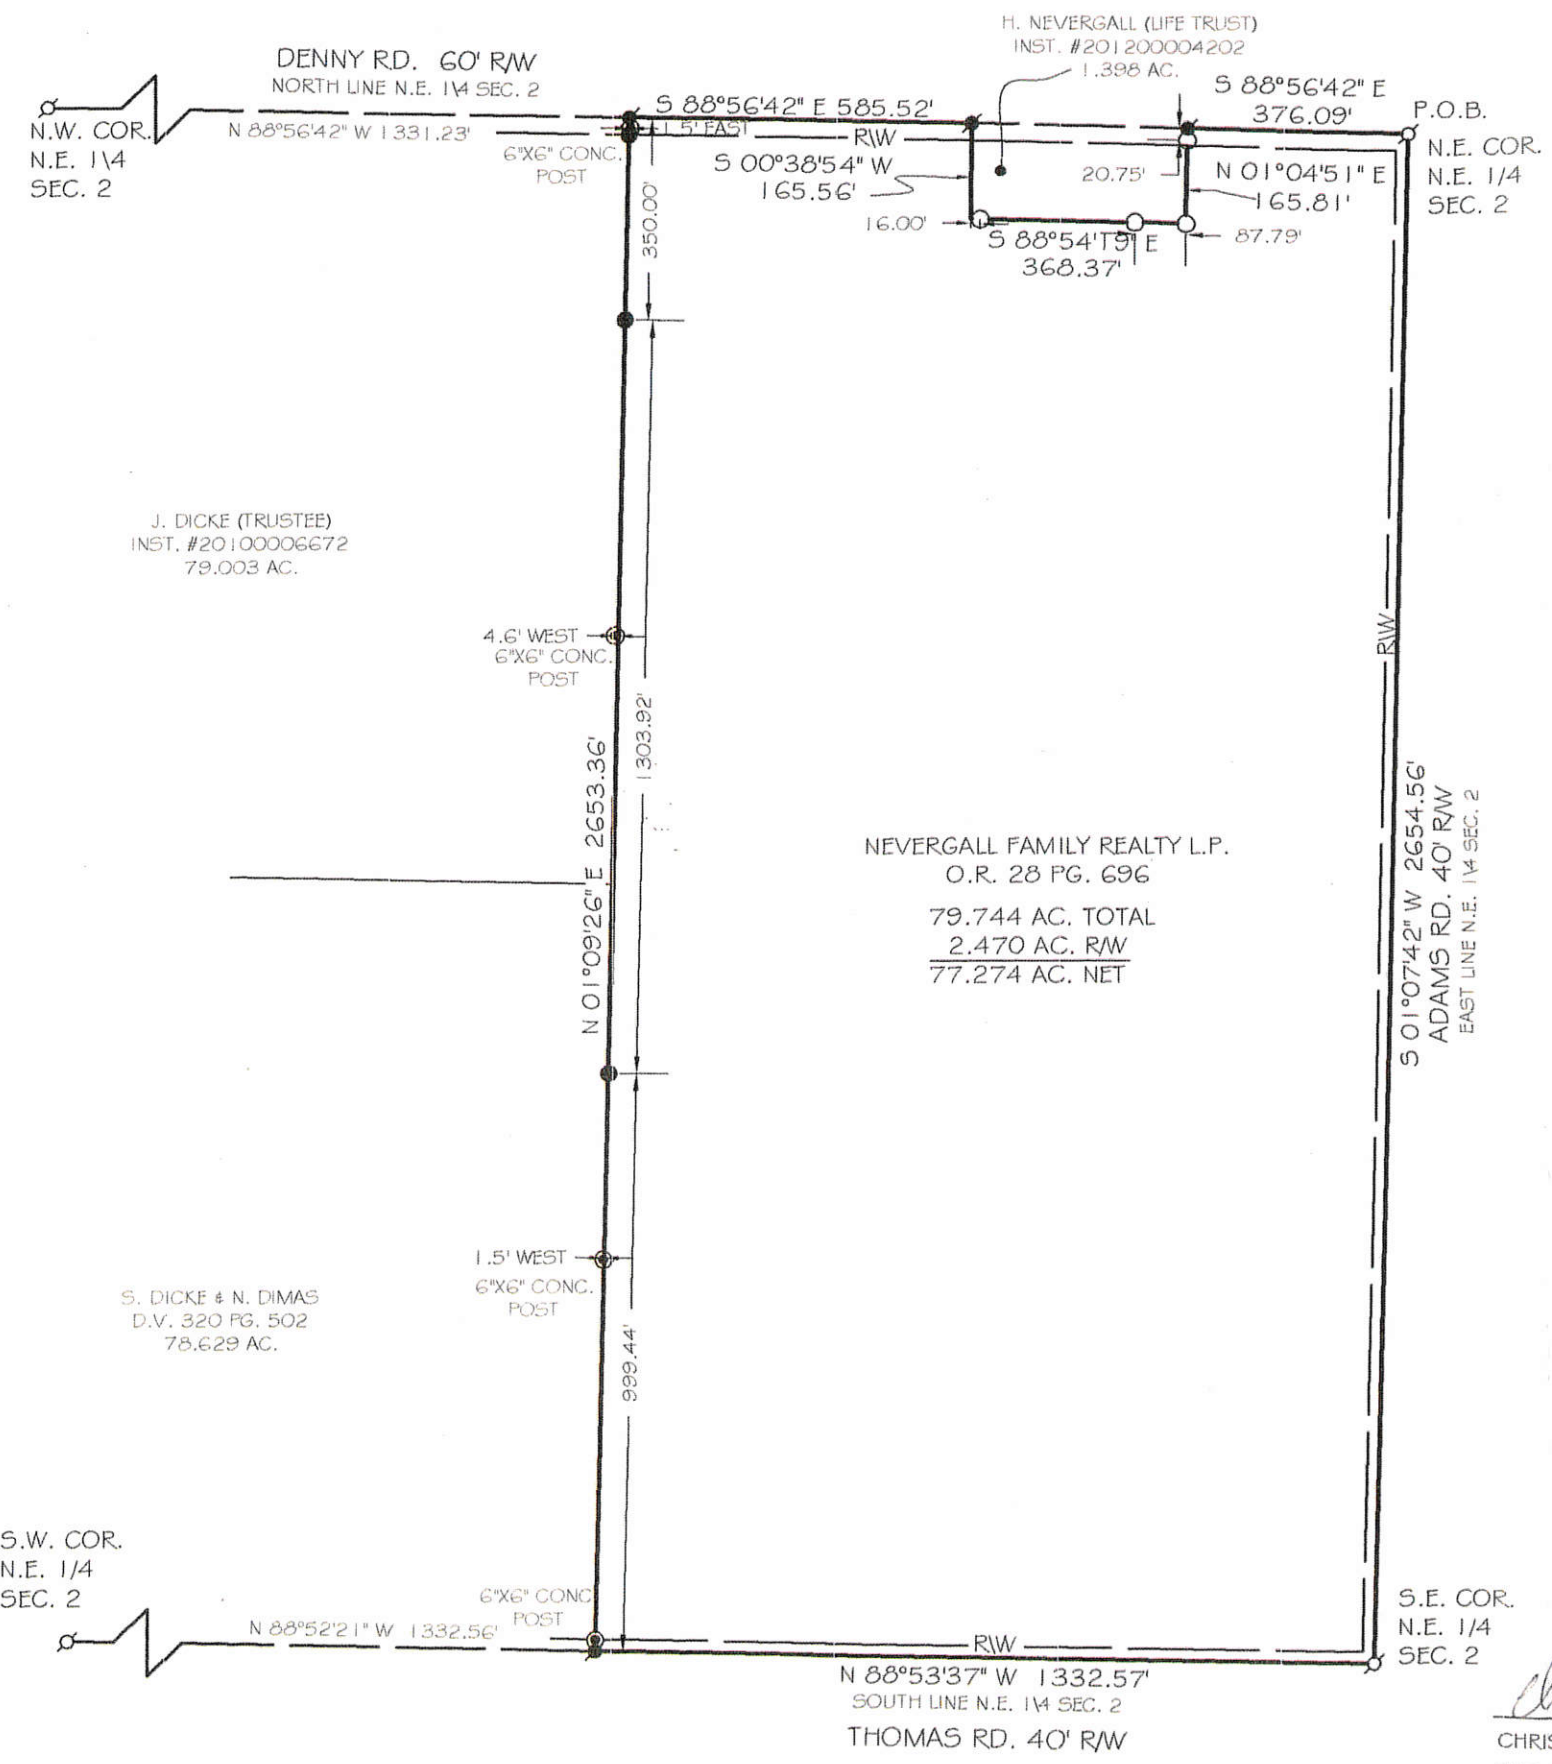 H. NEVERGALL (LIFE TRUST)
INST. #201200004202
1.398 AC.
DENNY RD. 60' R/W
NORTH LINE N.E. 1\4 SEC. 2
N 88°56'42" W 1331.23'
N.W. COR.
N.E. 1\4
SEC. 2
S 88°56'42" E 585.52'
1.5' EAST
R\W
6"X6" CONC.
POST
S 00°38'54" W
165.56'
S 88°56'42" E
376.09'
P.O.B.
N.E. COR.
N.E. 1/4
SEC. 2
20.75'
N 01°04'51" E
165.81'
16.00'
S 88°54'19" E
368.37'
87.79'
350.00'
J. DICKE (TRUSTEE)
INST. #20100006672
79.003 AC.
4.6' WEST
6"X6" CONC.
POST
R\W
1303.92'
N 01°09'26" E 2653.36'
NEVERGALL FAMILY REALTY L.P.
O.R. 28 PG. 696
79.744 AC. TOTAL
2.470 AC. R/W
77.274 AC. NET
S 01°07'42" W 2654.56'
ADAMS RD. 40' R/W
EAST LINE N.E. 1\4 SEC. 2
1.5' WEST
6"X6" CONC.
POST
S. DICKE & N. DIMAS
D.V. 320 PG. 502
78.629 AC.
999.44'
S.W. COR.
N.E. 1/4
SEC. 2
6"X6" CONC
POST
N 88°52'21" W 1332.56'
R\W
S.E. COR.
N.E. 1/4
SEC. 2
N 88°53'37" W 1332.57'
SOUTH LINE N.E. 1\4 SEC. 2
THOMAS RD. 40' R/W
CHRIS